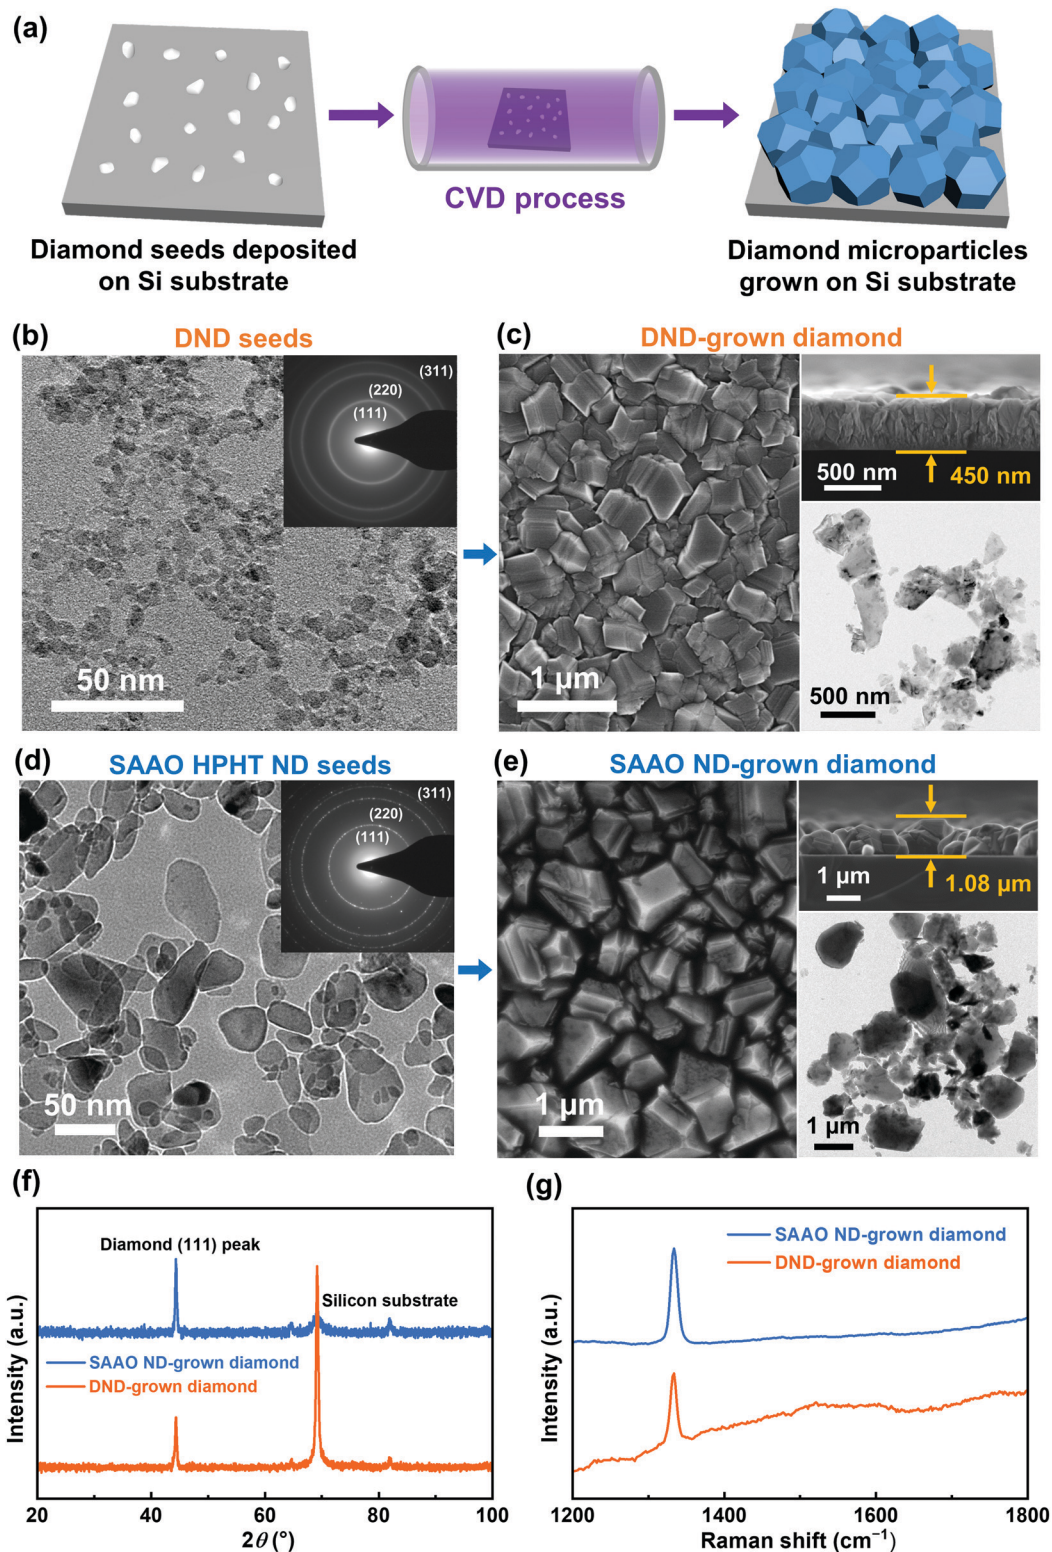 (a)
CVD process
Diamond seeds deposited
on Si substrate
Diamond microparticles
grown on Si substrate
(b)
DND seeds
(311)
(220)
(111)
50 nm
(c)
DND-grown diamond
500 nm
450 nm
1 µm
500 nm
(d)
SAAO HPHT ND seeds
(311)
(220)
(111)
50 nm
(e)
SAAO ND-grown diamond
1 µm
1.08 µm
1 µm
1 µm
(f)
Diamond (111) peak
Silicon substrate
SAAO ND-grown diamond
DND-grown diamond
Intensity (a.u.)
20 40 60 80 100
2θ (°)
(g)
SAAO ND-grown diamond
DND-grown diamond
Intensity (a.u.)
1200 1400 1600 1800
Raman shift (cm⁻¹)